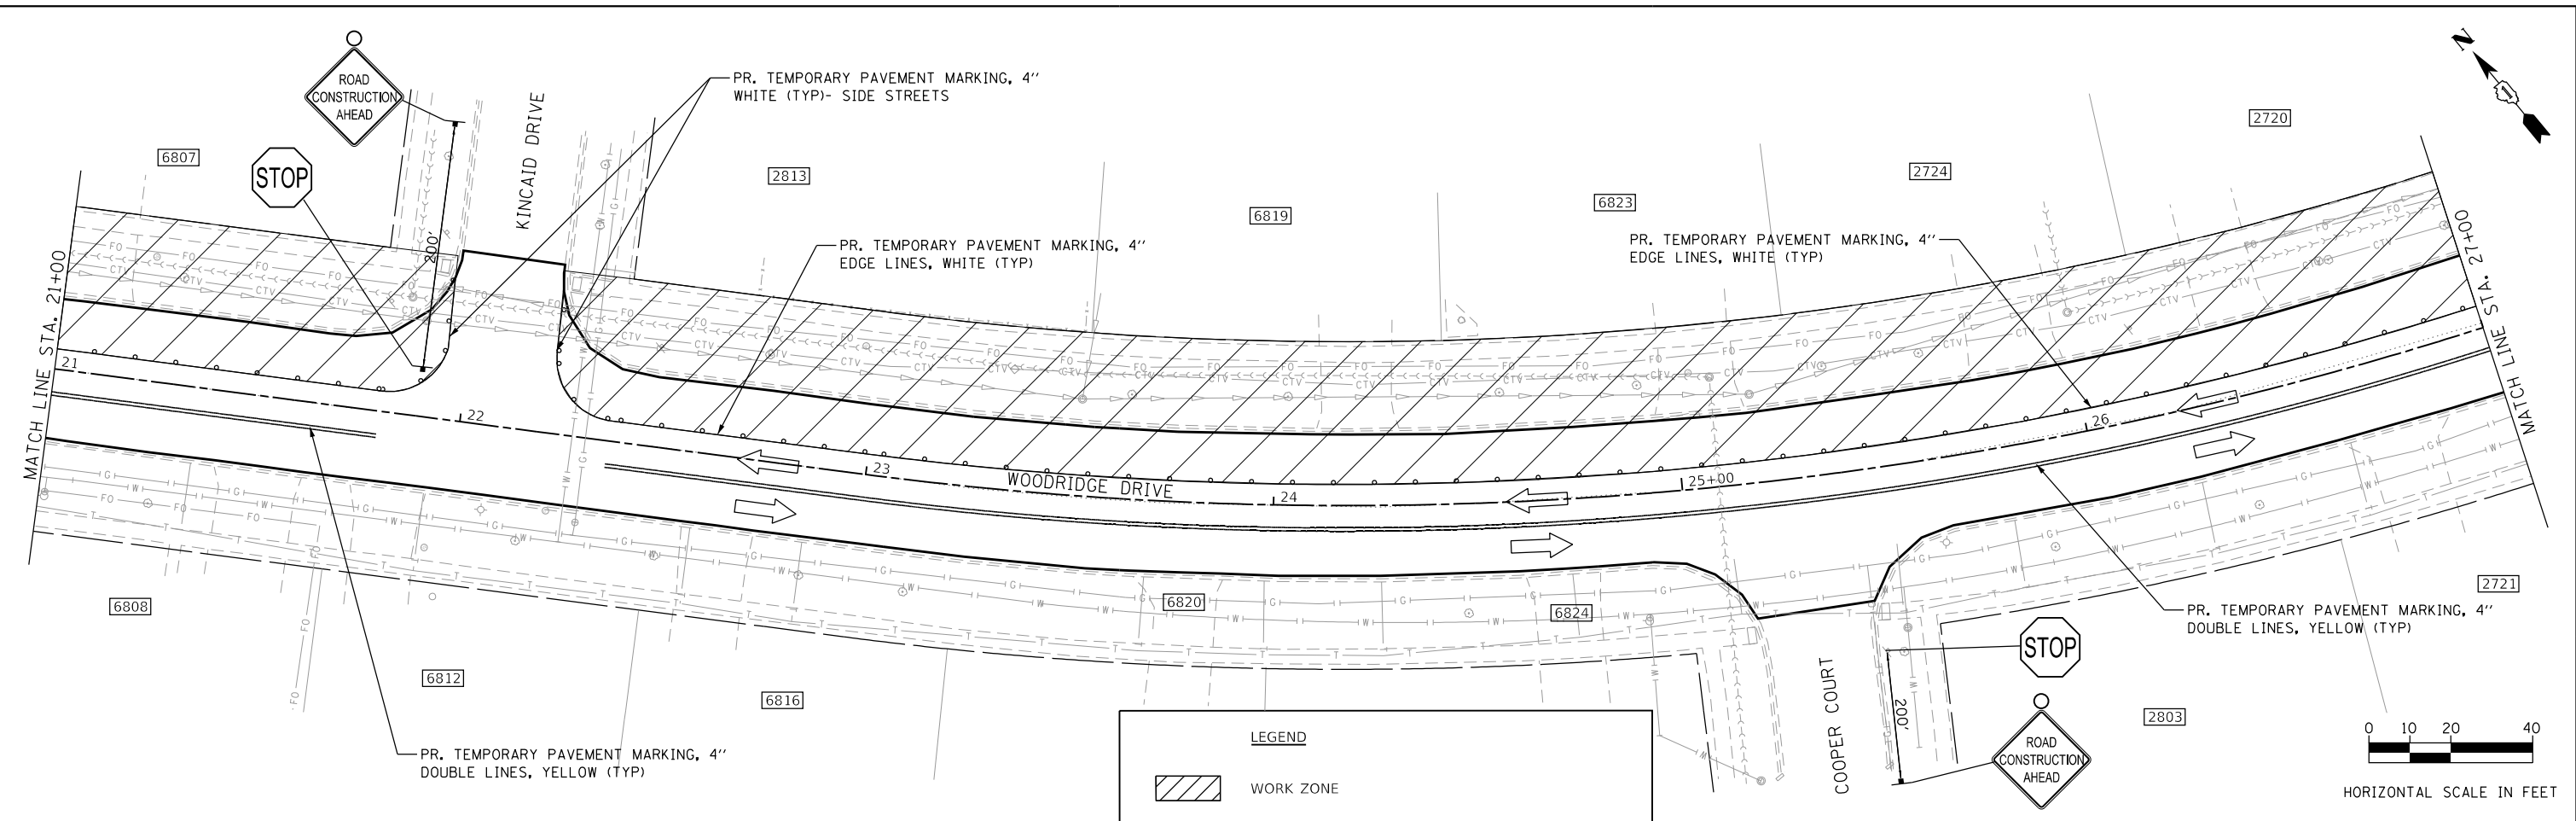 ROAD
CONSTRUCTION
AHEAD
STOP
200'
KINCAID DRIVE
PR. TEMPORARY PAVEMENT MARKING, 4''
WHITE (TYP)- SIDE STREETS
N
1
6807
2813
6819
6823
2724
2720
PR. TEMPORARY PAVEMENT MARKING, 4''
EDGE LINES, WHITE (TYP)
PR. TEMPORARY PAVEMENT MARKING, 4''
EDGE LINES, WHITE (TYP)
MATCH LINE STA. 21+00
MATCH LINE STA. 27+00
21
22
23
24
25+00
26
WOODRIDGE DRIVE
6808
6812
6816
6820
6824
2721
2803
PR. TEMPORARY PAVEMENT MARKING, 4''
DOUBLE LINES, YELLOW (TYP)
PR. TEMPORARY PAVEMENT MARKING, 4''
DOUBLE LINES, YELLOW (TYP)
COOPER COURT
200'
STOP
ROAD
CONSTRUCTION
AHEAD
LEGEND
WORK ZONE
0 10 20 40
HORIZONTAL SCALE IN FEET